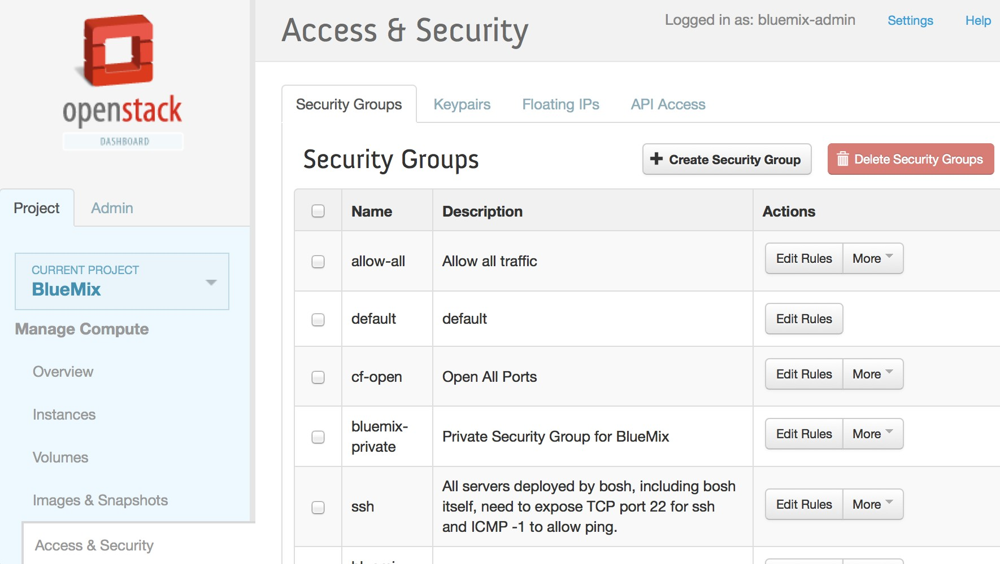 openstack
DASHBOARD
Project
Admin
CURRENT PROJECT
BlueMix
Manage Compute
Overview
Instances
Volumes
Images & Snapshots
Access & Security
Access & Security
Logged in as: bluemix-admin
Settings
Help
Security Groups
Keypairs
Floating IPs
API Access
Security Groups
Create Security Group
Delete Security Groups
Name
Description
Actions
allow-all
Allow all traffic
Edit Rules
More
default
default
Edit Rules
cf-open
Open All Ports
Edit Rules
More
bluemix-
private
Private Security Group for BlueMix
Edit Rules
More
ssh
All servers deployed by bosh, including bosh
itself, need to expose TCP port 22 for ssh
and ICMP -1 to allow ping.
Edit Rules
More